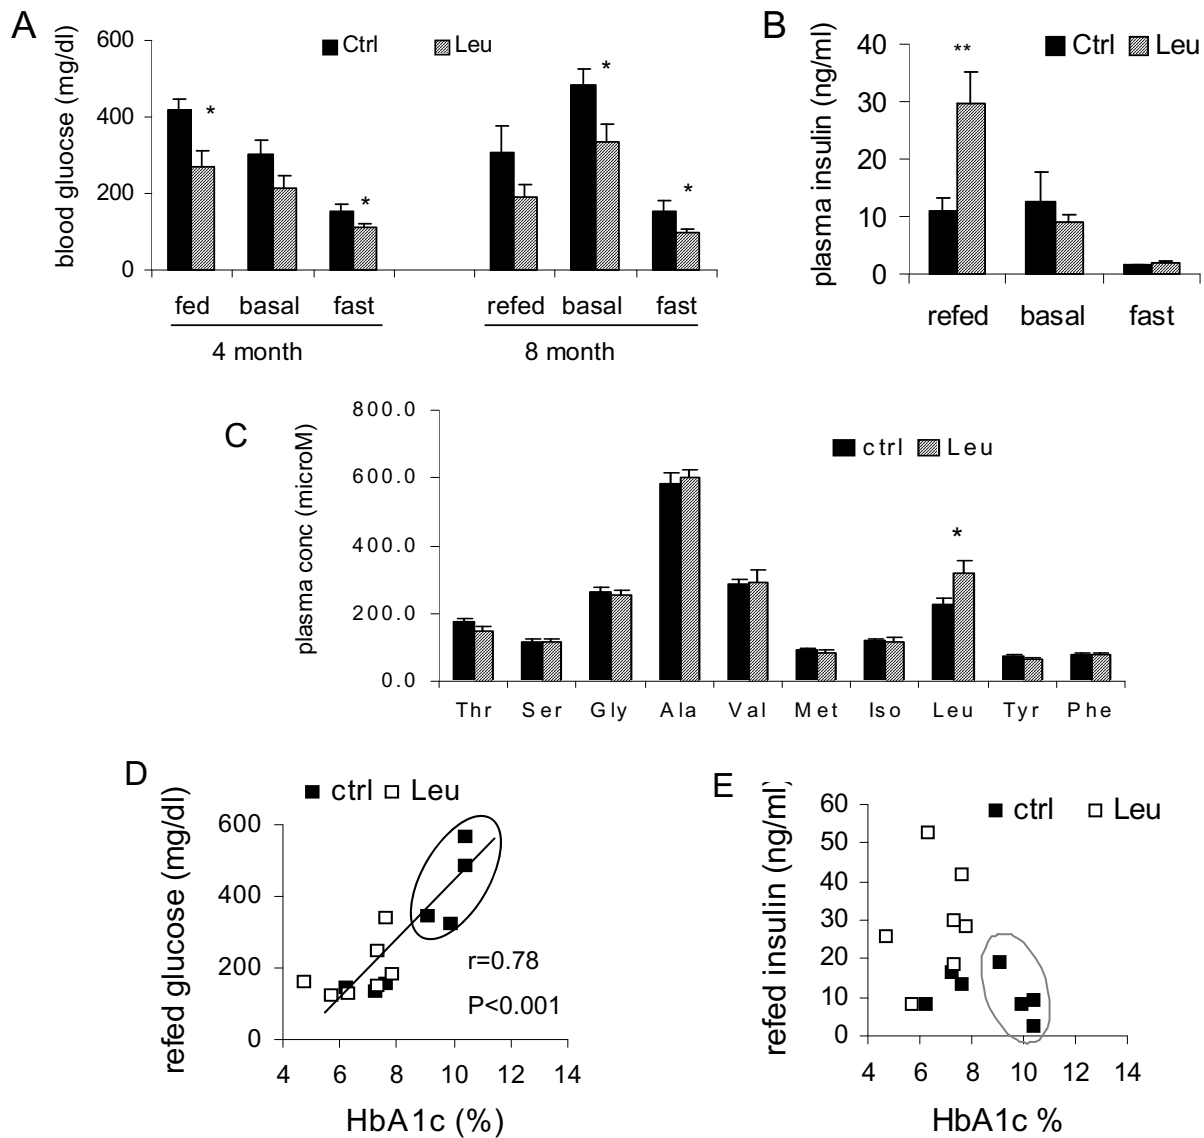 A
blood gluocse (mg/dl)
600
400
200
0
Ctrl
Leu
*
*
*
*
fed
basal
fast
refed
basal
fast
4 month
8 month
B
plasma insulin (ng/ml)
40
30
20
10
0
Ctrl
Leu
**
refed
basal
fast
C
plasma conc (microM)
800.0
600.0
400.0
200.0
0.0
ctrl
Leu
*
Thr
Ser
Gly
Ala
Val
Met
Iso
Leu
Tyr
Phe
D
refed glucose (mg/dl)
ctrl
Leu
600
400
200
0
r=0.78
P<0.001
4
6
8
10
12
14
HbA1c (%)
E
refed insulin (ng/ml)
60
50
40
30
20
10
0
ctrl
Leu
4
6
8
10
12
14
HbA1c %